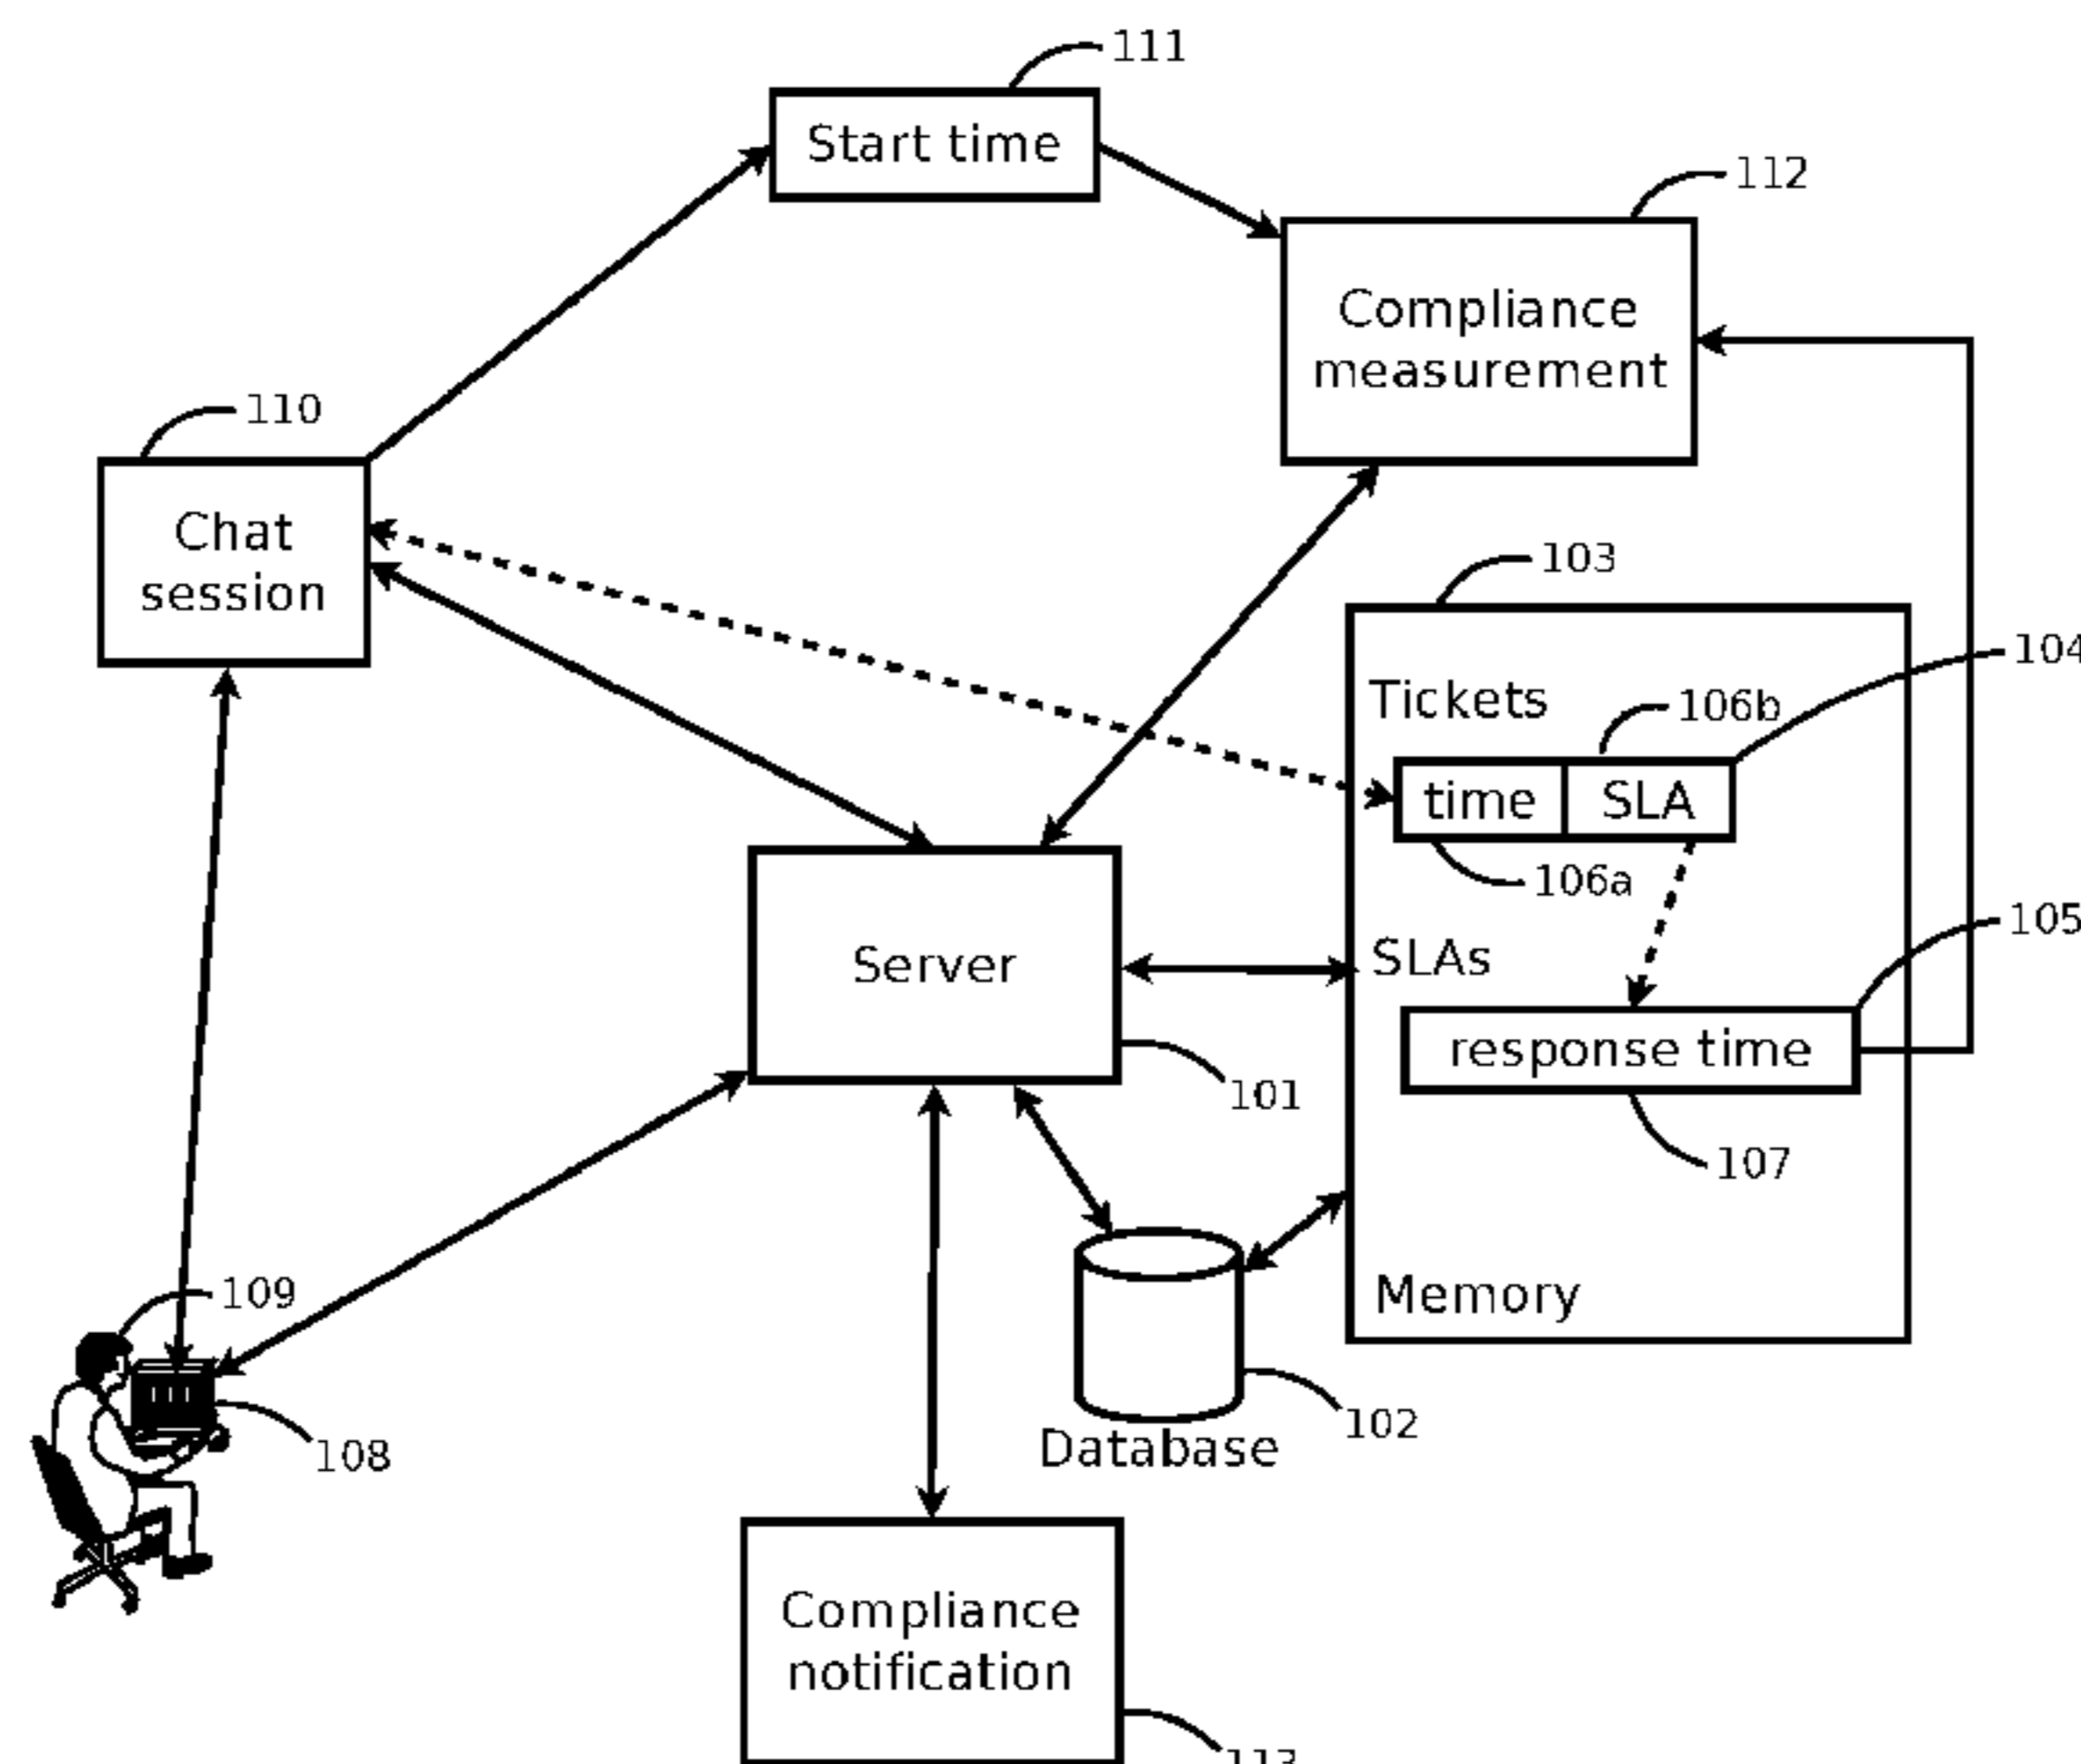 111
Start time
112
Compliance
measurement
110
Chat
session
103
104
Tickets
106b
time
SLA
106a
105
SLAs
Server
response time
101
107
109
Memory
102
108
Database
Compliance
notification
113